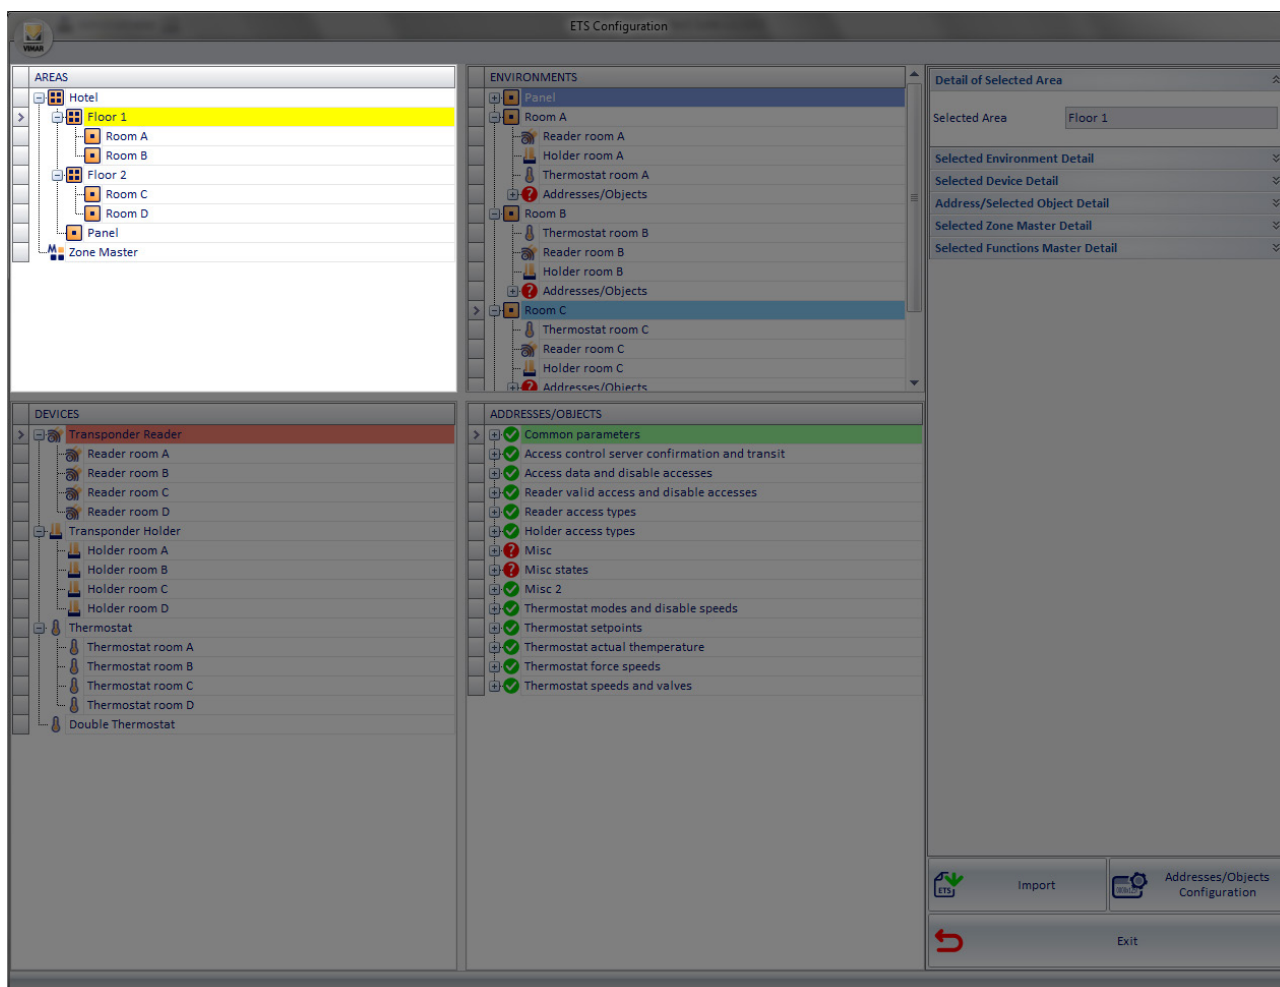 ETS Configuration
VIMAR
AREAS
Hotel
Floor 1
Room A
Room B
Floor 2
Room C
Room D
Panel
Zone Master
ENVIRONMENTS
Panel
Room A
Reader room A
Holder room A
Thermostat room A
Addresses/Objects
Room B
Thermostat room B
Reader room B
Holder room B
Addresses/Objects
Room C
Thermostat room C
Reader room C
Holder room C
Addresses/Objects
Detail of Selected Area
Selected Area Floor 1
Selected Environment Detail
Selected Device Detail
Address/Selected Object Detail
Selected Zone Master Detail
Selected Functions Master Detail
DEVICES
Transponder Reader
Reader room A
Reader room B
Reader room C
Reader room D
Transponder Holder
Holder room A
Holder room B
Holder room C
Holder room D
Thermostat
Thermostat room A
Thermostat room B
Thermostat room C
Thermostat room D
Double Thermostat
ADDRESSES/OBJECTS
Common parameters
Access control server confirmation and transit
Access data and disable accesses
Reader valid access and disable accesses
Reader access types
Holder access types
Misc
Misc states
Misc 2
Thermostat modes and disable speeds
Thermostat setpoints
Thermostat actual themperature
Thermostat force speeds
Thermostat speeds and valves
ETS
Import
Addresses/Objects
Configuration
Exit